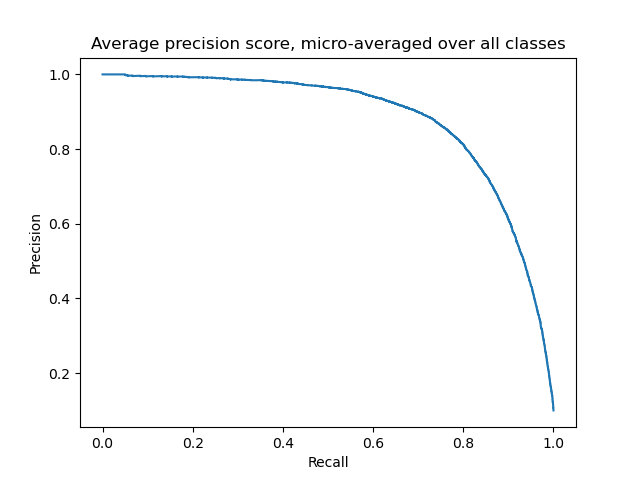 Average precision score, micro-averaged over all classes
1.0
0.8
0.6
0.4
0.2
Precision
0.0 0.2 0.4 0.6 0.8 1.0
Recall